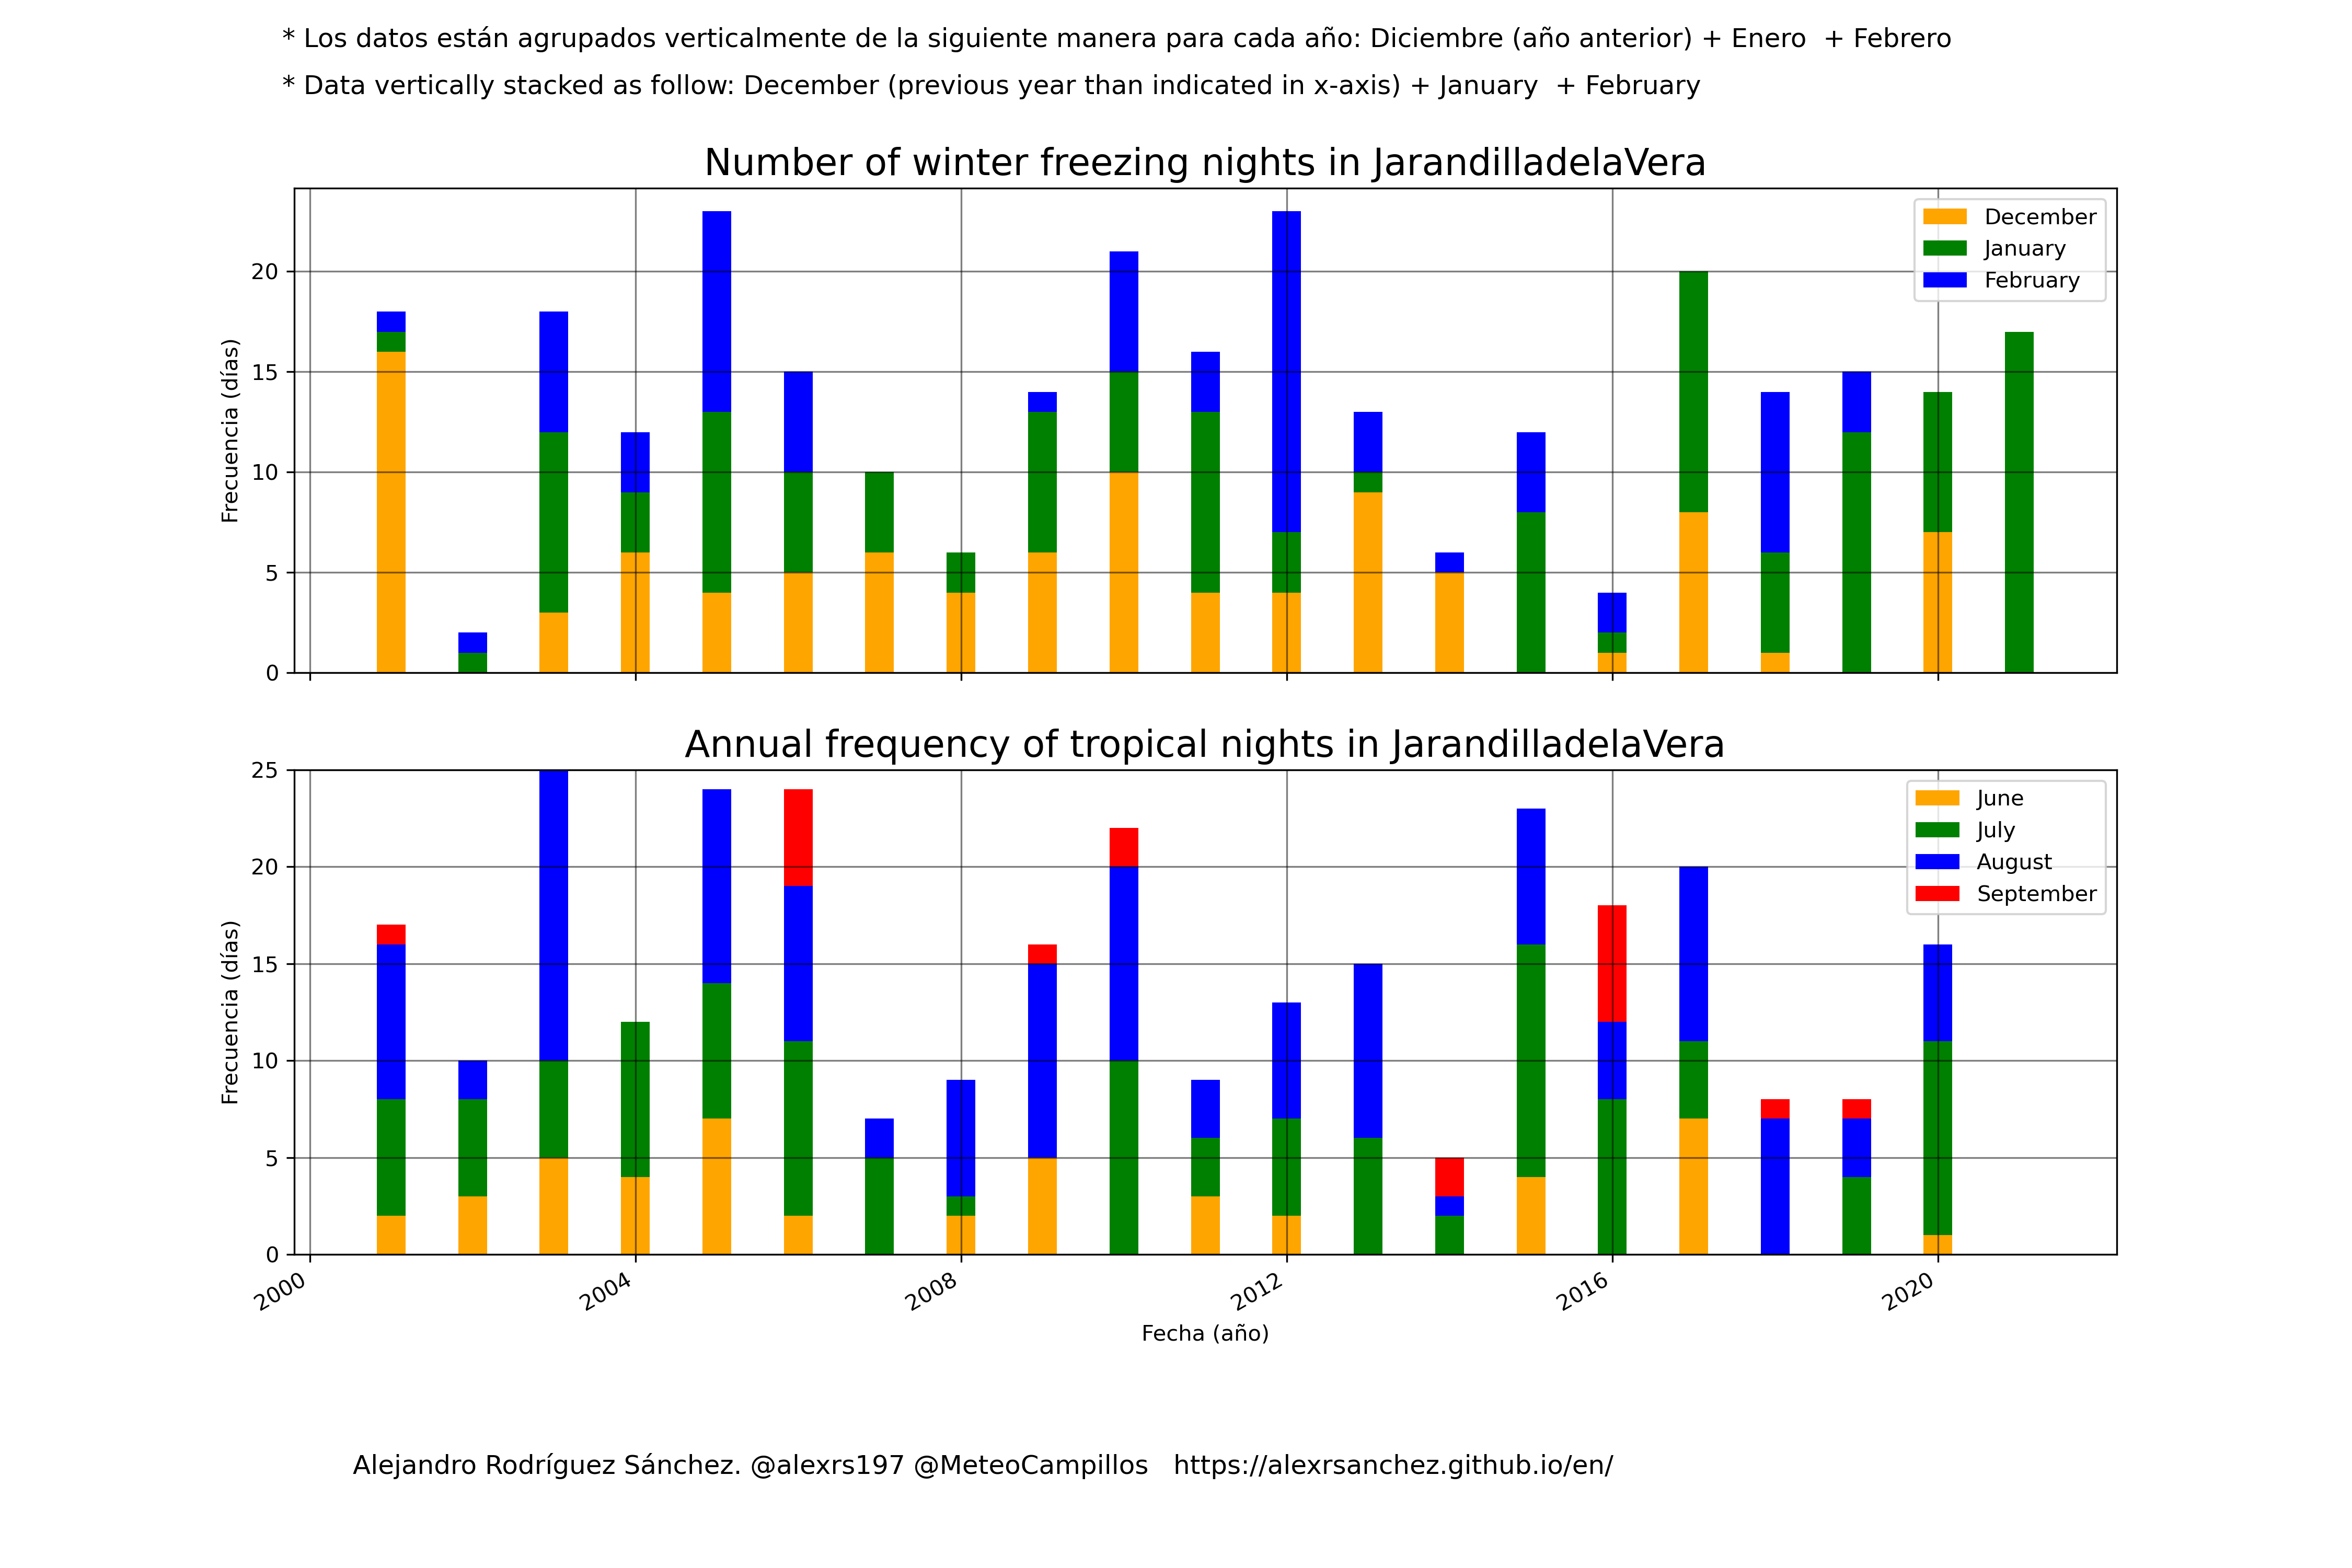 * Los datos están agrupados verticalmente de la siguiente manera para cada año: Diciembre (año anterior) + Enero  + Febrero
* Data vertically stacked as follow: December (previous year than indicated in x-axis) + January  + February
Number of winter freezing nights in JarandilladelaVera
Frecuencia (días)
20
15
10
5
0
December
January
February
Annual frequency of tropical nights in JarandilladelaVera
Frecuencia (días)
25
20
15
10
5
0
June
July
August
September
2000
2004
2008
2012
2016
2020
Fecha (año)
Alejandro Rodríguez Sánchez. @alexrs197 @MeteoCampillos   https://alexrsanchez.github.io/en/